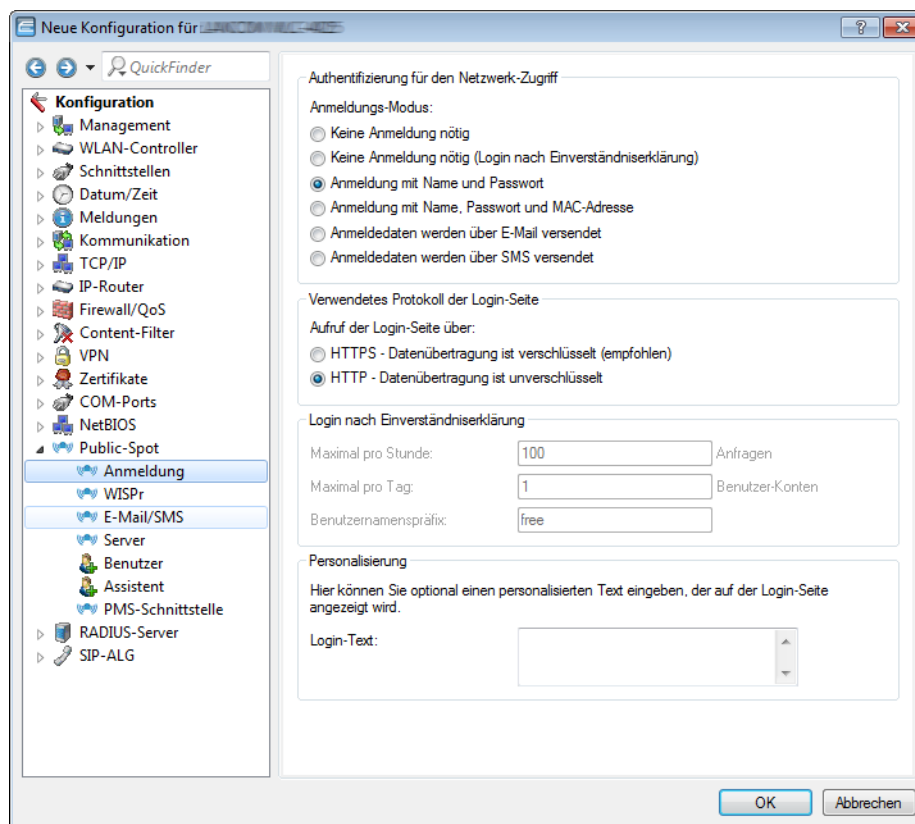 Neue Konfiguration für
QuickFinder
Konfiguration
Management
WLAN-Controller
Schnittstellen
Datum/Zeit
Meldungen
Kommunikation
TCP/IP
IP-Router
Firewall/QoS
Content-Filter
VPN
Zertifikate
COM-Ports
NetBIOS
Public-Spot
Anmeldung
WISPr
E-Mail/SMS
Server
Benutzer
Assistent
PMS-Schnittstelle
RADIUS-Server
SIP-ALG
Authentifizierung für den Netzwerk-Zugriff
Anmeldungs-Modus:
Keine Anmeldung nötig
Keine Anmeldung nötig (Login nach Einverständniserklärung)
Anmeldung mit Name und Passwort
Anmeldung mit Name, Passwort und MAC-Adresse
Anmeldedaten werden über E-Mail versendet
Anmeldedaten werden über SMS versendet
Verwendetes Protokoll der Login-Seite
Aufruf der Login-Seite über:
HTTPS - Datenübertragung ist verschlüsselt (empfohlen)
HTTP - Datenübertragung ist unverschlüsselt
Login nach Einverständniserklärung
Maximal pro Stunde: 100 Anfragen
Maximal pro Tag: 1 Benutzer-Konten
Benutzernamenspräfix: free
Personalisierung
Hier können Sie optional einen personalisierten Text eingeben, der auf der Login-Seite
angezeigt wird.
Login-Text:
OK Abbrechen